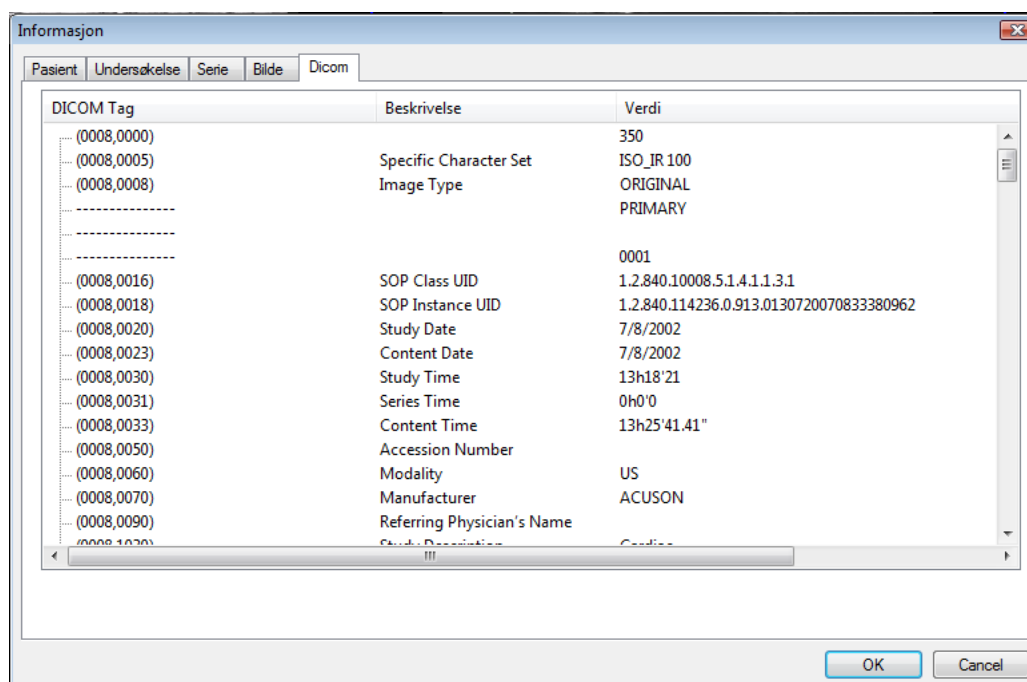 Informasjon
Pasient Undersøkelse Serie Bilde Dicom
DICOM Tag Beskrivelse Verdi
(0008,0000) 350
(0008,0005) Specific Character Set ISO_IR 100
(0008,0008) Image Type ORIGINAL
--------------- PRIMARY
---------------
--------------- 0001
(0008,0016) SOP Class UID 1.2.840.10008.5.1.4.1.1.3.1
(0008,0018) SOP Instance UID 1.2.840.114236.0.913.0130720070833380962
(0008,0020) Study Date 7/8/2002
(0008,0023) Content Date 7/8/2002
(0008,0030) Study Time 13h18'21
(0008,0031) Series Time 0h0'0
(0008,0033) Content Time 13h25'41.41"
(0008,0050) Accession Number
(0008,0060) Modality US
(0008,0070) Manufacturer ACUSON
(0008,0090) Referring Physician's Name
(0008,1030) Study Description Cardiac
OK Cancel